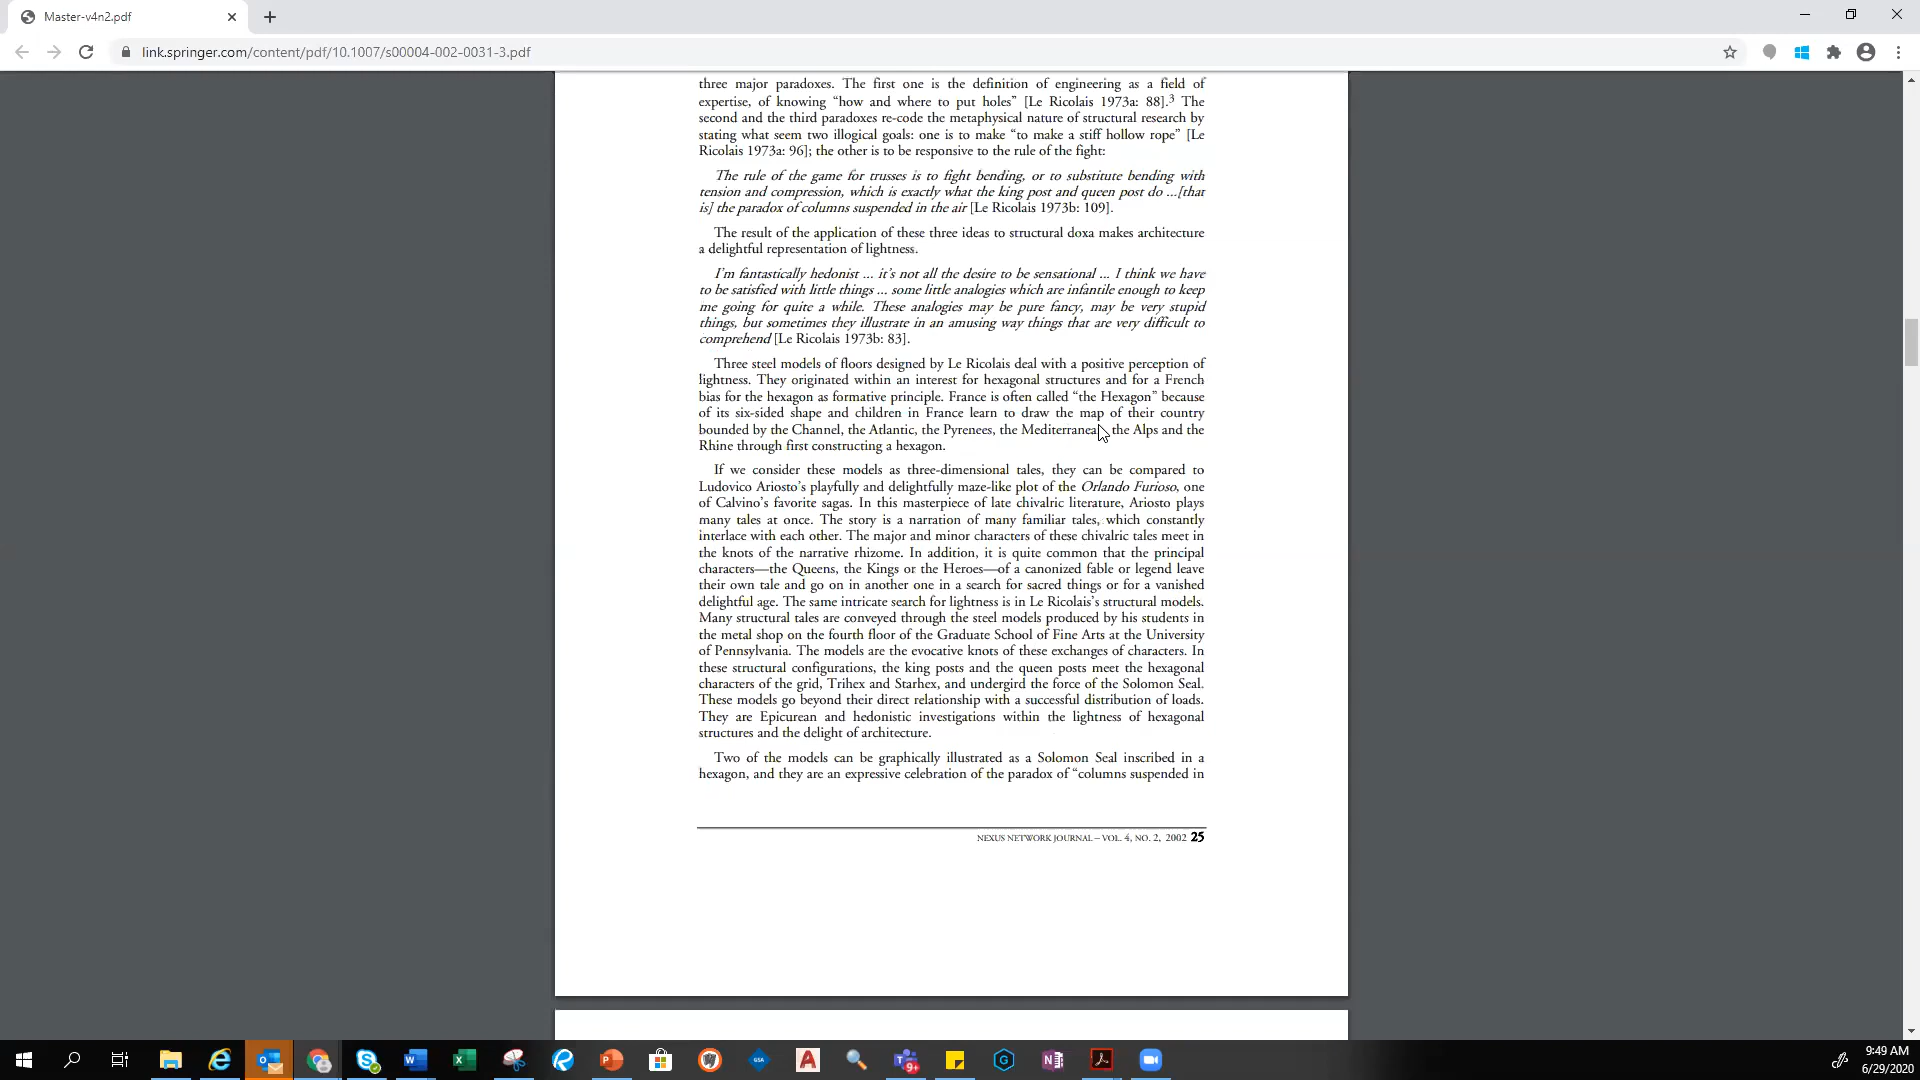 Master-v4n2.pdf
link.springer.com/content/pdf/10.1007/s00004-002-0031-3.pdf
three major paradoxes. The first one is the definition of engineering as a field of
expertise, of knowing “how and where to put holes” [Le Ricolais 1973a: 88].3 The
second and the third paradoxes re-code the metaphysical nature of structural research by
stating what seem two illogical goals: one is to make “to make a stiff hollow rope” [Le
Ricolais 1973a: 96]; the other is to be responsive to the rule of the fight:
The rule of the game for trusses is to fight bending, or to substitute bending with
tension and compression, which is exactly what the king post and queen post do ...[that
is] the paradox of columns suspended in the air [Le Ricolais 1973b: 109].
The result of the application of these three ideas to structural doxa makes architecture
a delightful representation of lightness.
I’m fantastically hedonist ... it’s not all the desire to be sensational ... I think we have
to be satisfied with little things ... some little analogies which are infantile enough to keep
me going for quite a while. These analogies may be pure fancy, may be very stupid
things, but sometimes they illustrate in an amusing way things that are very difficult to
comprehend [Le Ricolais 1973b: 83].
Three steel models of floors designed by Le Ricolais deal with a positive perception of
lightness. They originated within an interest for hexagonal structures and for a French
bias for the hexagon as formative principle. France is often called “the Hexagon” because
of its six-sided shape and children in France learn to draw the map of their country
bounded by the Channel, the Atlantic, the Pyrenees, the Mediterranean, the Alps and the
Rhine through first constructing a hexagon.
If we consider these models as three-dimensional tales, they can be compared to
Ludovico Ariosto’s playfully and delightfully maze-like plot of the Orlando Furioso, one
of Calvino’s favorite sagas. In this masterpiece of late chivalric literature, Ariosto plays
many tales at once. The story is a narration of many familiar tales, which constantly
interlace with each other. The major and minor characters of these chivalric tales meet in
the knots of the narrative rhizome. In addition, it is quite common that the principal
characters—the Queens, the Kings or the Heroes—of a canonized fable or legend leave
their own tale and go on in another one in a search for sacred things or for a vanished
delightful age. The same intricate search for lightness is in Le Ricolais’s structural models.
Many structural tales are conveyed through the steel models produced by his students in
the metal shop on the fourth floor of the Graduate School of Fine Arts at the University
of Pennsylvania. The models are the evocative knots of these exchanges of characters. In
these structural configurations, the king posts and the queen posts meet the hexagonal
characters of the grid, Trihex and Starhex, and undergird the force of the Solomon Seal.
These models go beyond their direct relationship with a successful distribution of loads.
They are Epicurean and hedonistic investigations within the lightness of hexagonal
structures and the delight of architecture.
Two of the models can be graphically illustrated as a Solomon Seal inscribed in a
hexagon, and they are an expressive celebration of the paradox of “columns suspended in
NEXUS NETWORK JOURNAL – VOL. 4, NO. 2, 2002 25
9:49 AM
6/29/2020